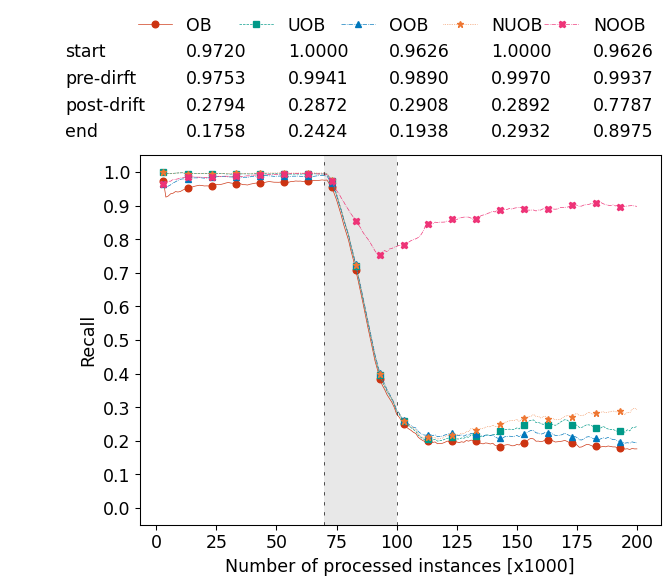 OB UOB OOB NUOB NOOB
start 0.9720 1.0000 0.9626 1.0000 0.9626
pre-dirft 0.9753 0.9941 0.9890 0.9970 0.9937
post-drift 0.2794 0.2872 0.2908 0.2892 0.7787
end 0.1758 0.2424 0.1938 0.2932 0.8975
1.0
0.9
0.8
0.7
0.6
0.5
0.4
0.3
0.2
0.1
0.0
Recall
0 25 50 75 100 125 150 175 200
Number of processed instances [x1000]